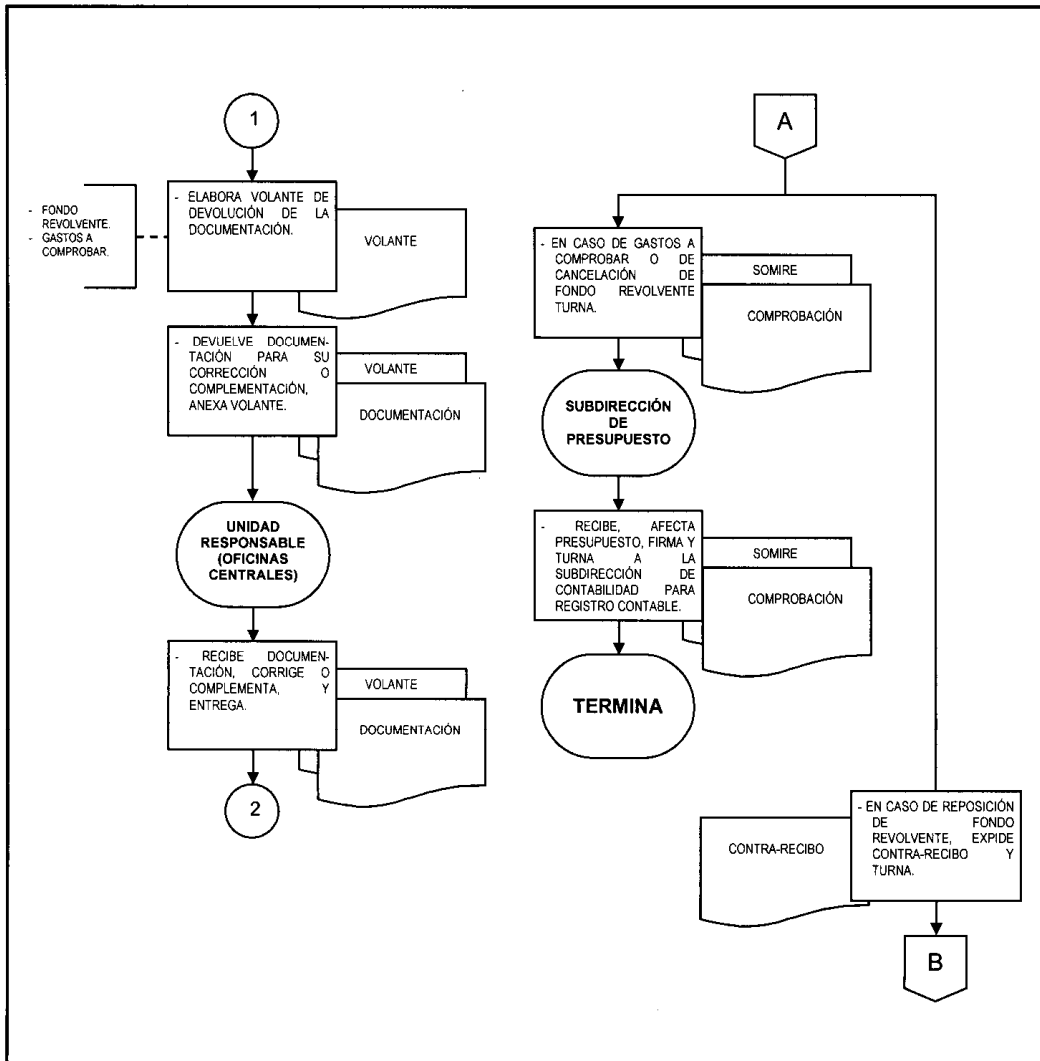 1
- FONDO
REVOLVENTE.
- GASTOS A
COMPROBAR.
- ELABORA VOLANTE DE
DEVOLUCIÓN DE LA
DOCUMENTACIÓN.
VOLANTE
- DEVUELVE DOCUMEN-
TACIÓN PARA SU
CORRECCIÓN O
COMPLEMENTACIÓN,
ANEXA VOLANTE.
VOLANTE
DOCUMENTACIÓN
UNIDAD
RESPONSABLE
(OFICINAS
CENTRALES)
- RECIBE DOCUMEN-
TACIÓN, CORRIGE O
COMPLEMENTA, Y
ENTREGA.
VOLANTE
DOCUMENTACIÓN
2
A
- EN CASO DE GASTOS A
COMPROBAR O DE
CANCELACIÓN DE
FONDO REVOLVENTE
TURNA.
SOMIRE
COMPROBACIÓN
SUBDIRECCIÓN
DE
PRESUPUESTO
- RECIBE, AFECTA
PRESUPUESTO, FIRMA Y
TURNA A LA
SUBDIRECCIÓN DE
CONTABILIDAD PARA
REGISTRO CONTABLE.
SOMIRE
COMPROBACIÓN
TERMINA
- EN CASO DE REPOSICIÓN
DE FONDO
REVOLVENTE, EXPIDE
CONTRA-RECIBO Y
TURNA.
CONTRA-RECIBO
B